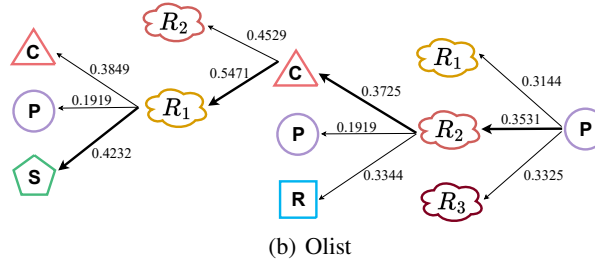 R₂
0.4529
C
0.3849
0.5471
C
R₁
0.3144
P
0.1919
R₁
0.3725
P
0.1919
R₂
0.3531
P
S
0.4232
R
0.3344
0.3325
R₃
(b) Olist